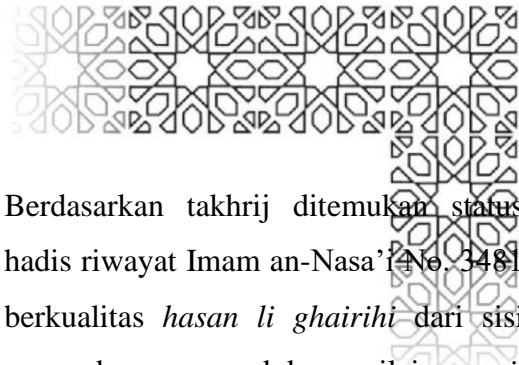 Berdasarkan takhrij ditemukan status
hadis riwayat Imam an-Nasa’i No. 3481
berkualitas hasan li ghairihi dari sisi